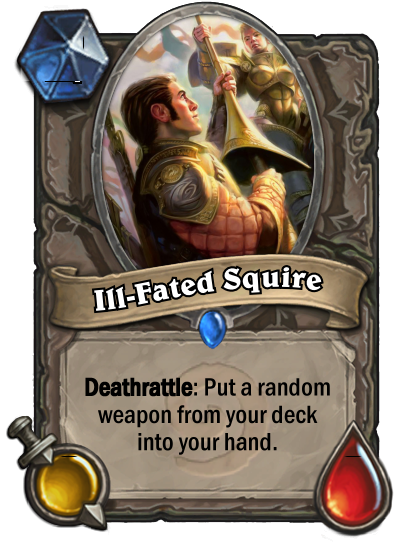 Ill-Fated Squire
Deathrattle: Put a random
weapon from your deck
into your hand.